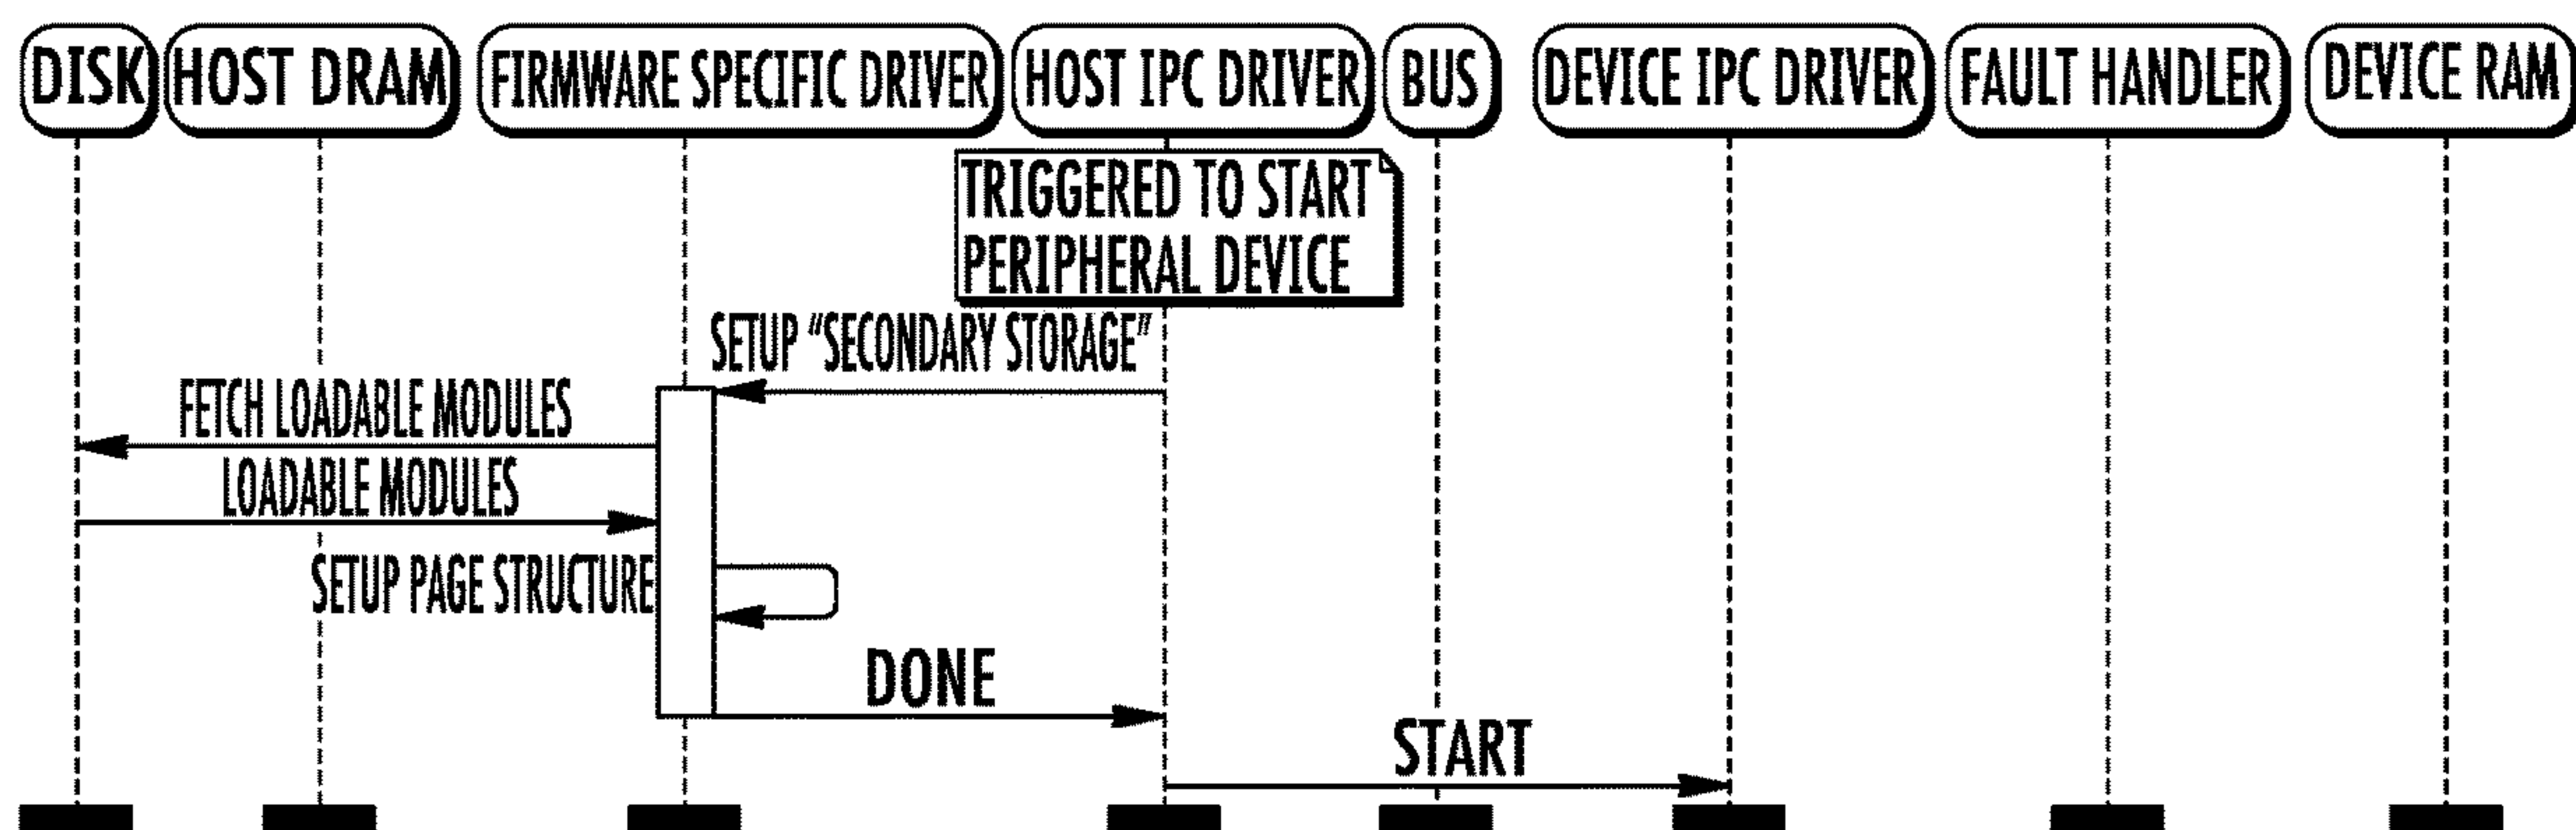 DISK
HOST DRAM
FIRMWARE SPECIFIC DRIVER
HOST IPC DRIVER
BUS
DEVICE IPC DRIVER
FAULT HANDLER
DEVICE RAM
TRIGGERED TO START
PERIPHERAL DEVICE
SETUP “SECONDARY STORAGE”
FETCH LOADABLE MODULES
LOADABLE MODULES
SETUP PAGE STRUCTURE
DONE
START